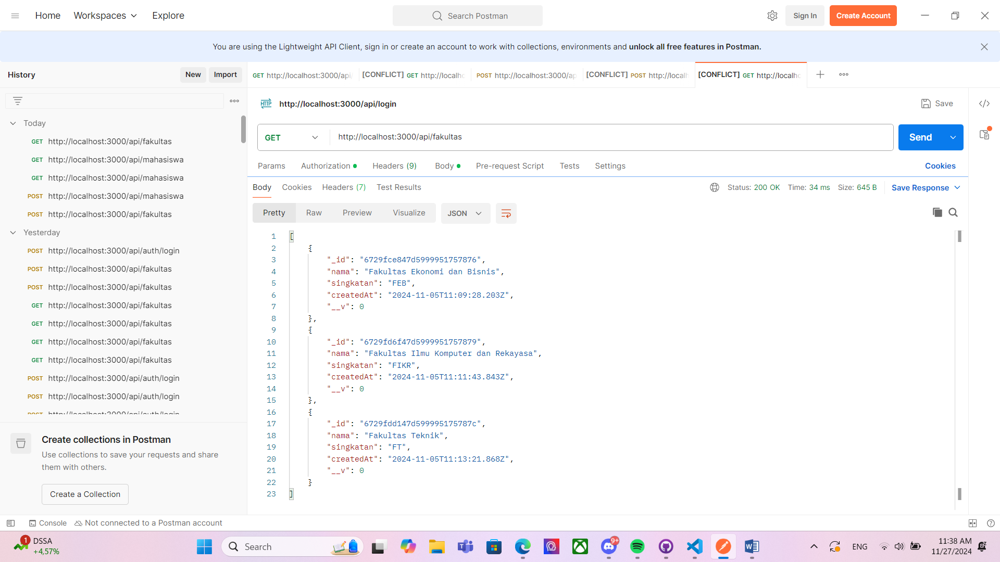 Home Workspaces Explore Search Postman Sign In Create Account
You are using the Lightweight API Client, sign in or create an account to work with collections, environments and unlock all free features in Postman.
History New Import
GET http://localhost:3000/api/ [CONFLICT] GET http://localho POST http://localhost:3000/ap [CONFLICT] POST http://localh [CONFLICT] GET http://localho
HTTP http://localhost:3000/api/login Save
GET http://localhost:3000/api/fakultas Send
Params Authorization Headers (9) Body Pre-request Script Tests Settings Cookies
Body Cookies Headers (7) Test Results Status: 200 OK Time: 34 ms Size: 645 B Save Response
Pretty Raw Preview Visualize JSON
Today
GET http://localhost:3000/api/fakultas
GET http://localhost:3000/api/mahasiswa
GET http://localhost:3000/api/mahasiswa
POST http://localhost:3000/api/mahasiswa
POST http://localhost:3000/api/fakultas
Yesterday
POST http://localhost:3000/api/auth/login
POST http://localhost:3000/api/fakultas
POST http://localhost:3000/api/fakultas
GET http://localhost:3000/api/fakultas
GET http://localhost:3000/api/fakultas
GET http://localhost:3000/api/fakultas
GET http://localhost:3000/api/fakultas
POST http://localhost:3000/api/auth/login
POST http://localhost:3000/api/auth/login
POST http://localhost:3000/api/auth/login
1 [
2 {
3 "_id": "6729fce847d5999951757876",
4 "nama": "Fakultas Ekonomi dan Bisnis",
5 "singkatan": "FEB",
6 "createdAt": "2024-11-05T11:09:28.203Z",
7 "__v": 0
8 },
9 {
10 "_id": "6729fd6f47d5999951757879",
11 "nama": "Fakultas Ilmu Komputer dan Rekayasa",
12 "singkatan": "FIKR",
13 "createdAt": "2024-11-05T11:11:43.843Z",
14 "__v": 0
15 },
16 {
17 "_id": "6729fdd147d599995175787c",
18 "nama": "Fakultas Teknik",
19 "singkatan": "FT",
20 "createdAt": "2024-11-05T11:13:21.868Z",
21 "__v": 0
22 }
23 ]
Create collections in Postman
Use collections to save your requests and share
them with others.
Create a Collection
Console Not connected to a Postman account
1 DSSA
+4,57%
Search
9+
ENG
11:38 AM
11/27/2024